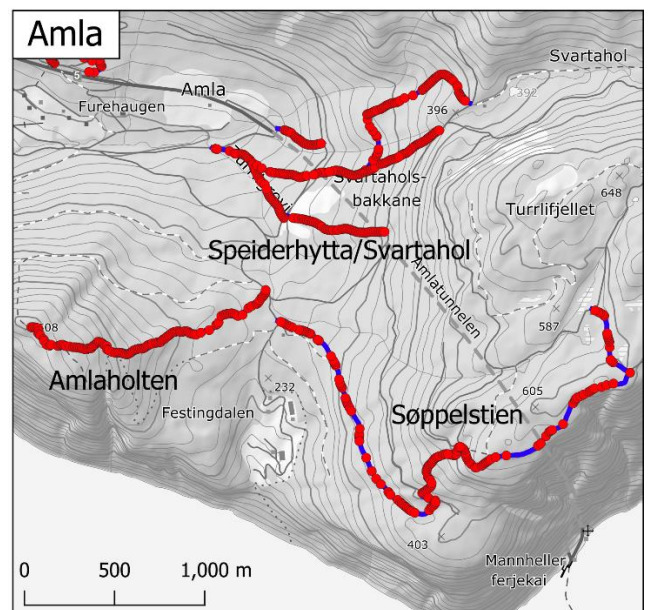 Amla
Svartahol
5
Amla
Furehaugen
396
392
Svartahols-
bakkane
648
Turrlifjellet
Speiderhytta/Svartahol
Amlatunnelen
587
Amlaholten
232
605
Festingdalen
Søppelstien
403
Mannheller
ferjekai
0 500 1,000 m